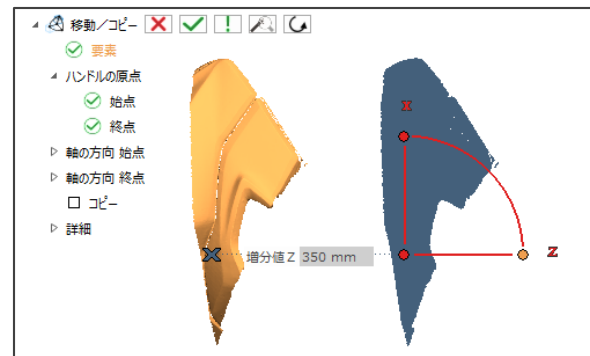 移動／コピー
要素
ハンドルの原点
始点
終点
軸の方向 始点
軸の方向 終点
コピー
詳細
X
増分値 Z 350 mm
Z